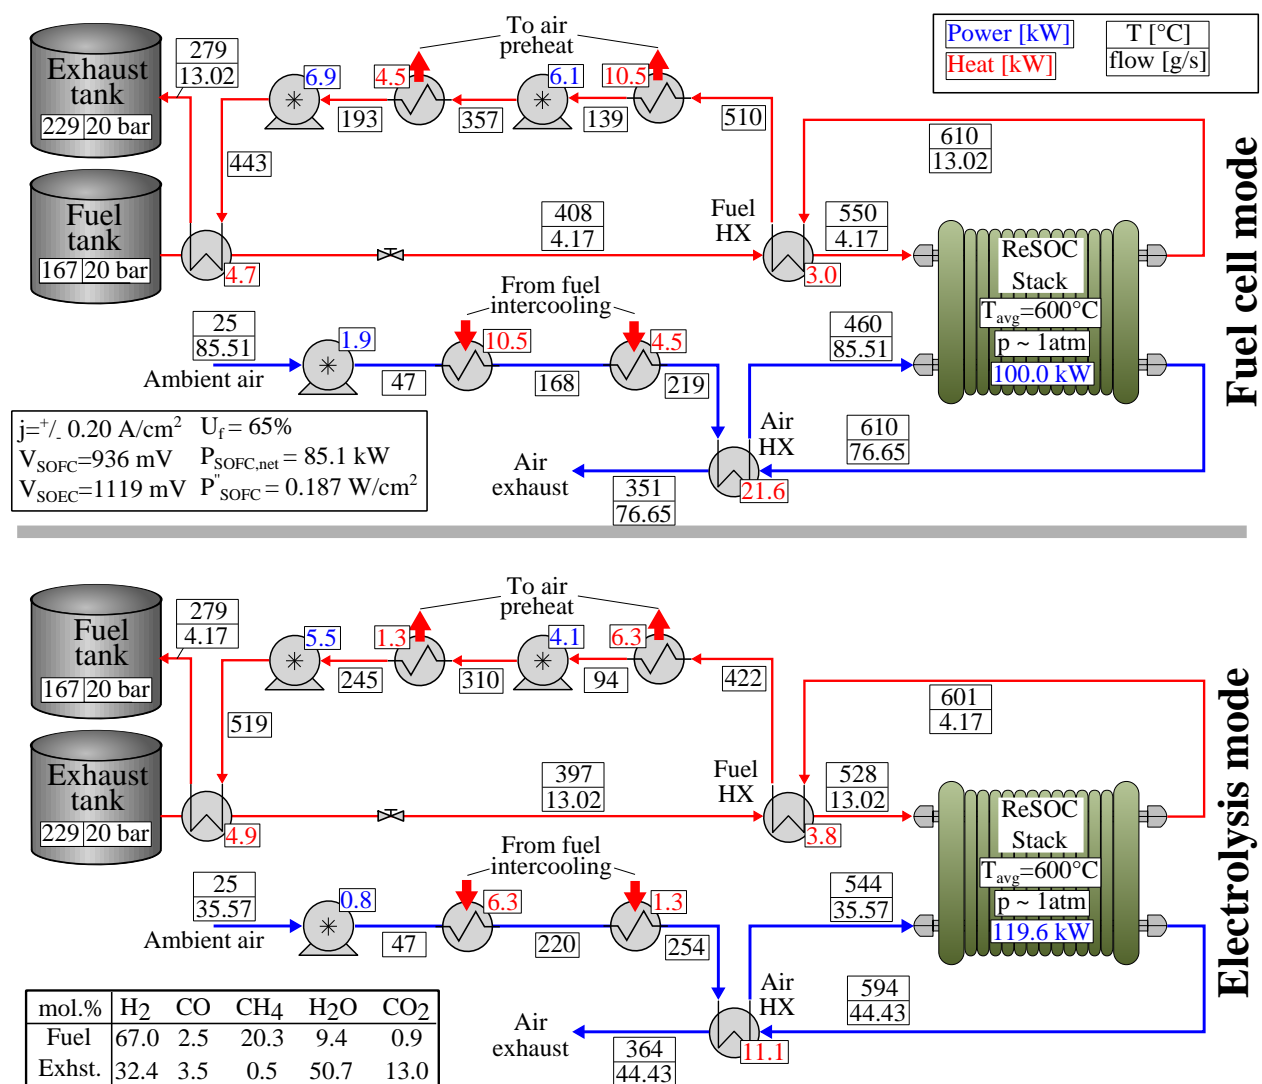 To air
preheat
Power [kW]
Heat [kW]
T [°C]
flow [g/s]
Exhaust
tank
229 20 bar
279
13.02
6.9
4.5
6.1
10.5
193
357
139
510
610
13.02
443
Fuel
tank
167 20 bar
4.7
408
4.17
Fuel
HX
550
4.17
3.0
ReSOC
Stack
Tavg=600°C
p ~ 1atm
100.0 kW
Fuel cell mode
From fuel
intercooling
25
85.51
Ambient air
1.9
10.5
4.5
47
168
219
460
85.51
Air
HX
610
76.65
Air
exhaust
351
76.65
21.6
j=+/- 0.20 A/cm² Uf = 65%
VSOFC=936 mV PSOFC,net = 85.1 kW
VSOEC=1119 mV P"SOFC = 0.187 W/cm²
To air
preheat
Fuel
tank
167 20 bar
279
4.17
5.5
1.3
4.1
6.3
245
310
94
422
601
4.17
519
Exhaust
tank
229 20 bar
4.9
397
13.02
Fuel
HX
528
13.02
3.8
ReSOC
Stack
Tavg=600°C
p ~ 1atm
119.6 kW
Electrolysis mode
From fuel
intercooling
25
35.57
Ambient air
0.8
6.3
1.3
47
220
254
544
35.57
Air
HX
594
44.43
Air
exhaust
364
44.43
11.1
mol.% H2 CO CH4 H2O CO2
Fuel 67.0 2.5 20.3 9.4 0.9
Exhst. 32.4 3.5 0.5 50.7 13.0